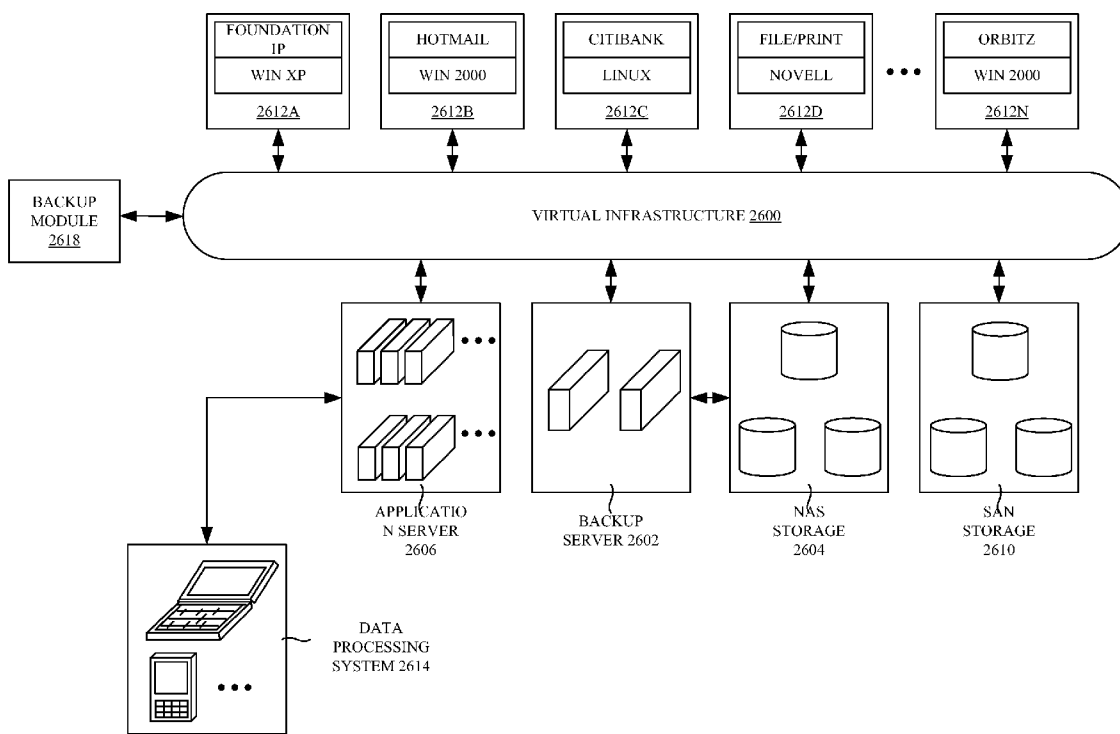 FOUNDATION
IP
WIN XP
2612A
HOTMAIL
WIN 2000
2612B
CITIBANK
LINUX
2612C
FILE/PRINT
NOVELL
2612D
ORBITZ
WIN 2000
2612N
BACKUP
MODULE
2618
VIRTUAL INFRASTRUCTURE 2600
APPLICATIO
N SERVER
2606
BACKUP
SERVER 2602
NAS
STORAGE
2604
SAN
STORAGE
2610
DATA
PROCESSING
SYSTEM 2614